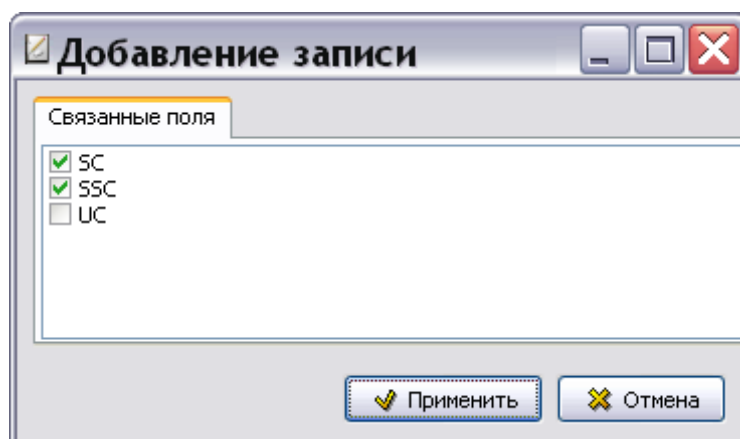 Добавление записи
Связанные поля
SC
SSC
UC
Применить
Отмена